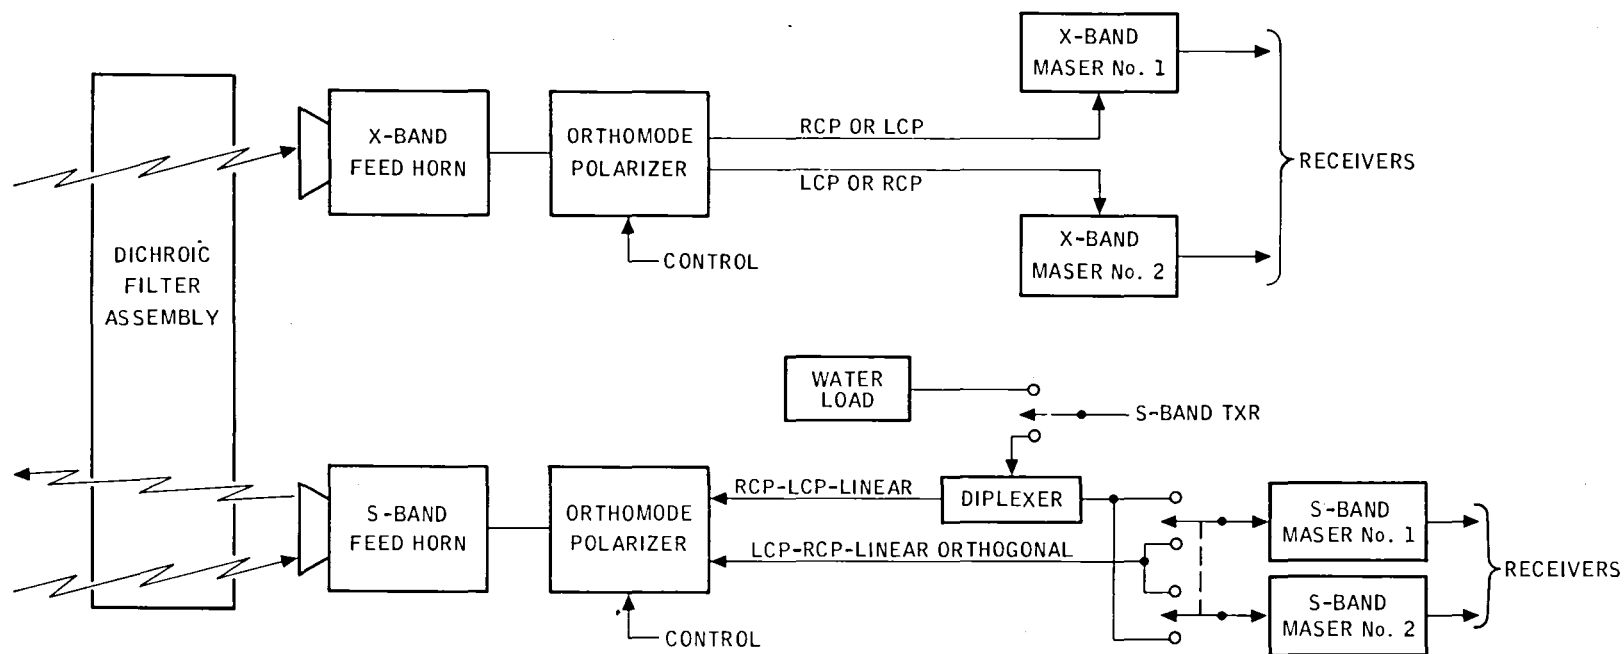 X-BAND
MASER No. 1
X-BAND
FEED HORN
ORTHOMODE
POLARIZER
RCP OR LCP
LCP OR RCP
RECEIVERS
X-BAND
MASER No. 2
CONTROL
DICHROIC
FILTER
ASSEMBLY
WATER
LOAD
S-BAND TXR
S-BAND
FEED HORN
ORTHOMODE
POLARIZER
RCP-LCP-LINEAR
DIPLEXER
LCP-RCP-LINEAR ORTHOGONAL
S-BAND
MASER No. 1
RECEIVERS
S-BAND
MASER No. 2
CONTROL